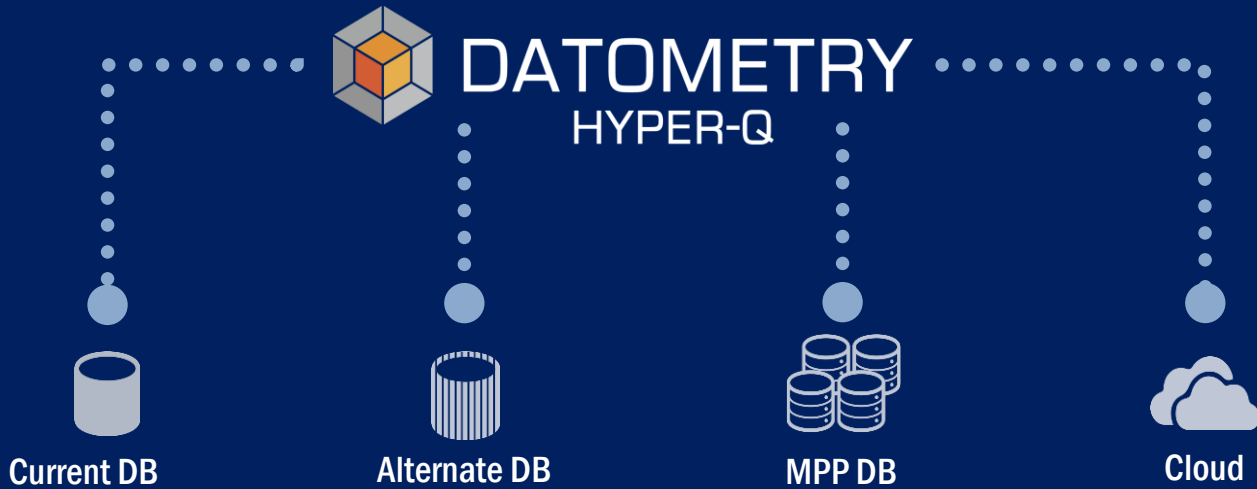 DATOMETRY
HYPER-Q
Current DB
Alternate DB
MPP DB
Cloud